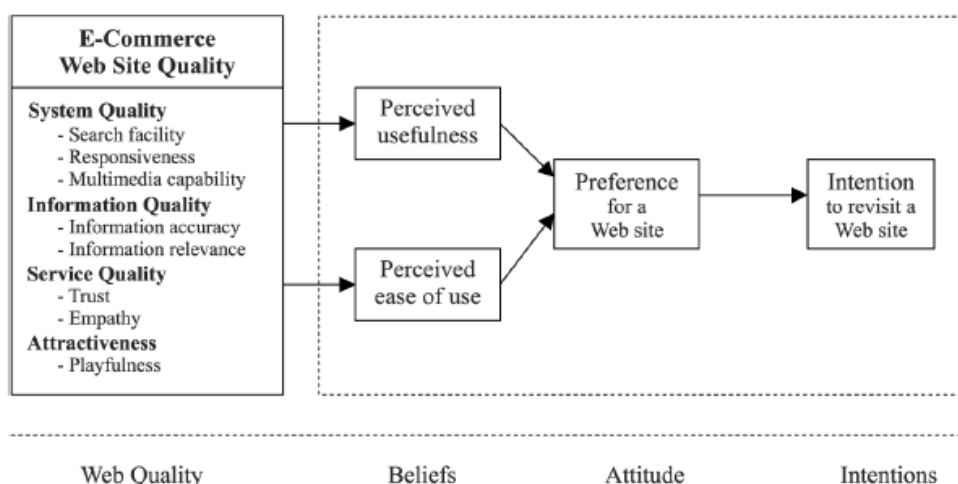 E-Commerce
Web Site Quality
System Quality
- Search facility
- Responsiveness
- Multimedia capability
Information Quality
- Information accuracy
- Information relevance
Service Quality
- Trust
- Empathy
Attractiveness
- Playfulness
Perceived
usefulness
Perceived
ease of use
Preference
for a
Web site
Intention
to revisit a
Web site
Web Quality
Beliefs
Attitude
Intentions